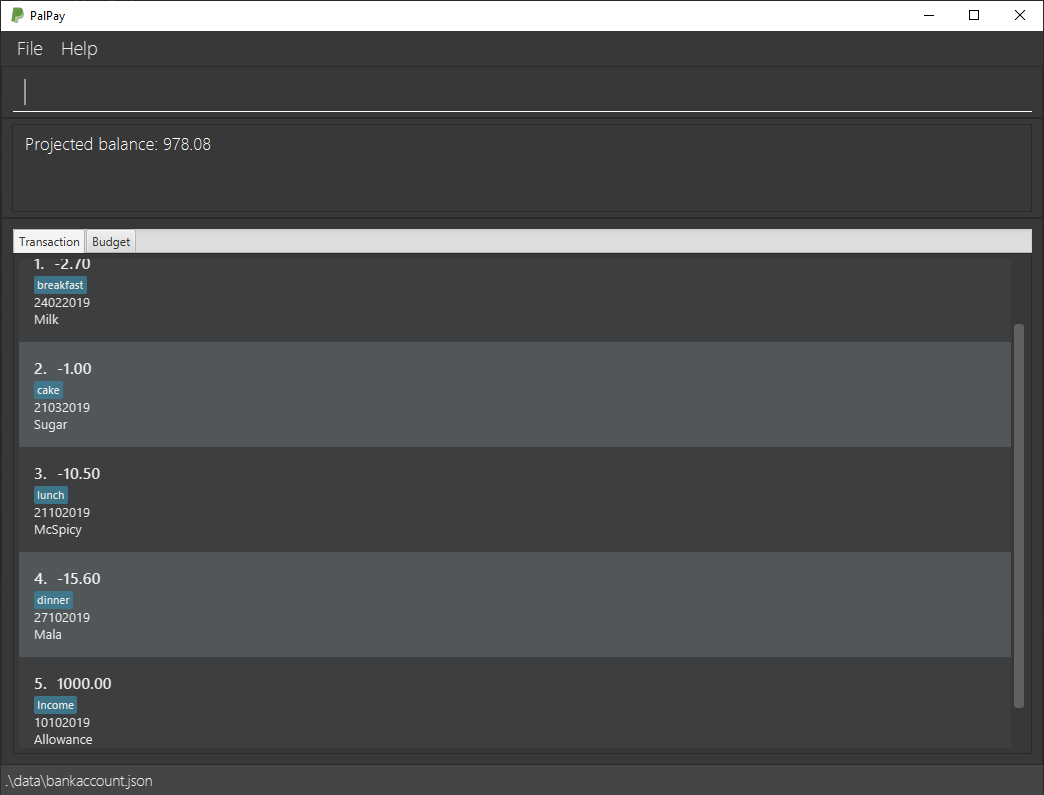 PalPay
File Help
Projected balance: 978.08
Transaction Budget
1. -2.70
breakfast
24022019
Milk
2. -1.00
cake
21032019
Sugar
3. -10.50
lunch
21102019
McSpicy
4. -15.60
dinner
27102019
Mala
5. 1000.00
Income
10102019
Allowance
.\data\bankaccount.json